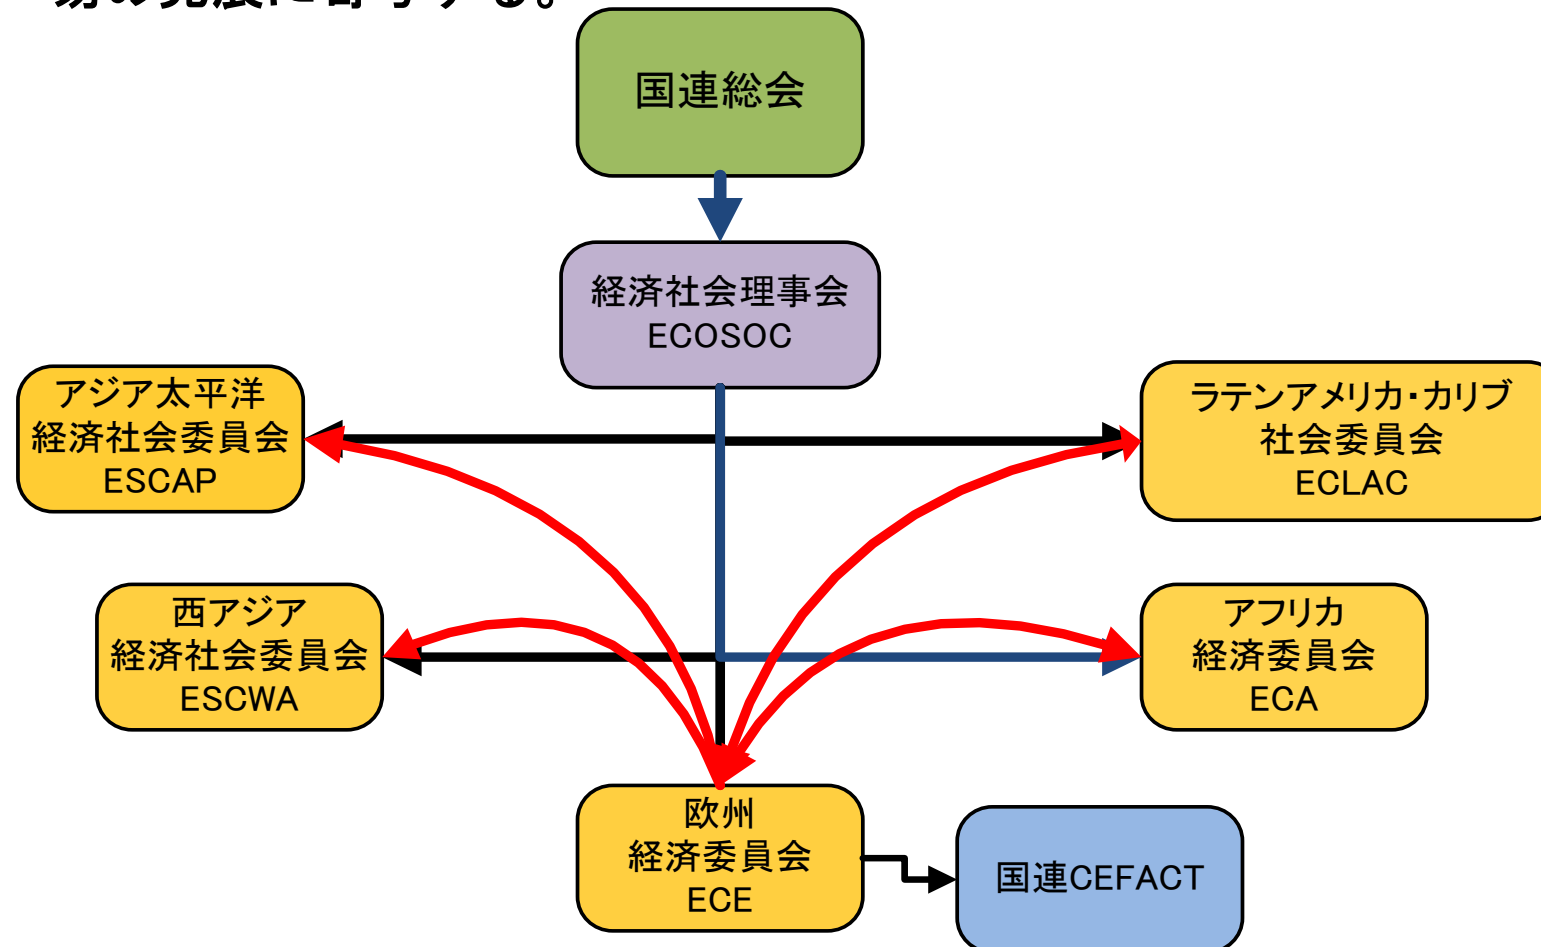 国連総会
経済社会理事会
ECOSOC
アジア太平洋
経済社会委員会
ESCAP
ラテンアメリカ・カリブ
社会委員会
ECLAC
西アジア
経済社会委員会
ESCWA
アフリカ
経済委員会
ECA
欧州
経済委員会
ECE
国連CEFACT